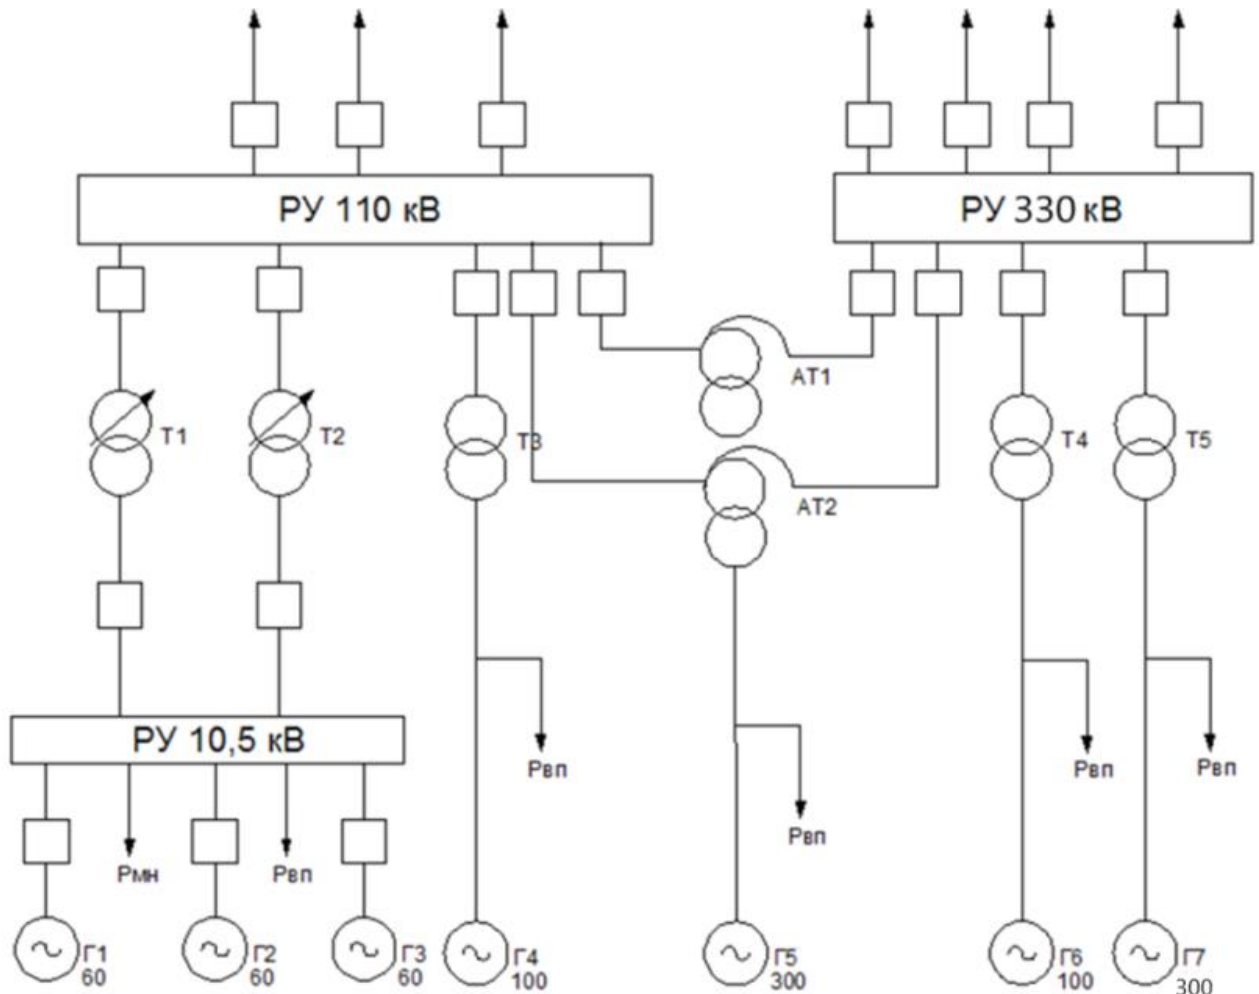 РУ 110 кВ
РУ 330 кВ
АТ1
Т1
Т2
Т3
Т4
Т5
АТ2
РУ 10,5 кВ
Рвп
Рвп
Рвп
Рвп
Рмн
Рвп
Г1
60
Г2
60
Г3
60
Г4
100
Г5
300
Г6
100
Г7
300